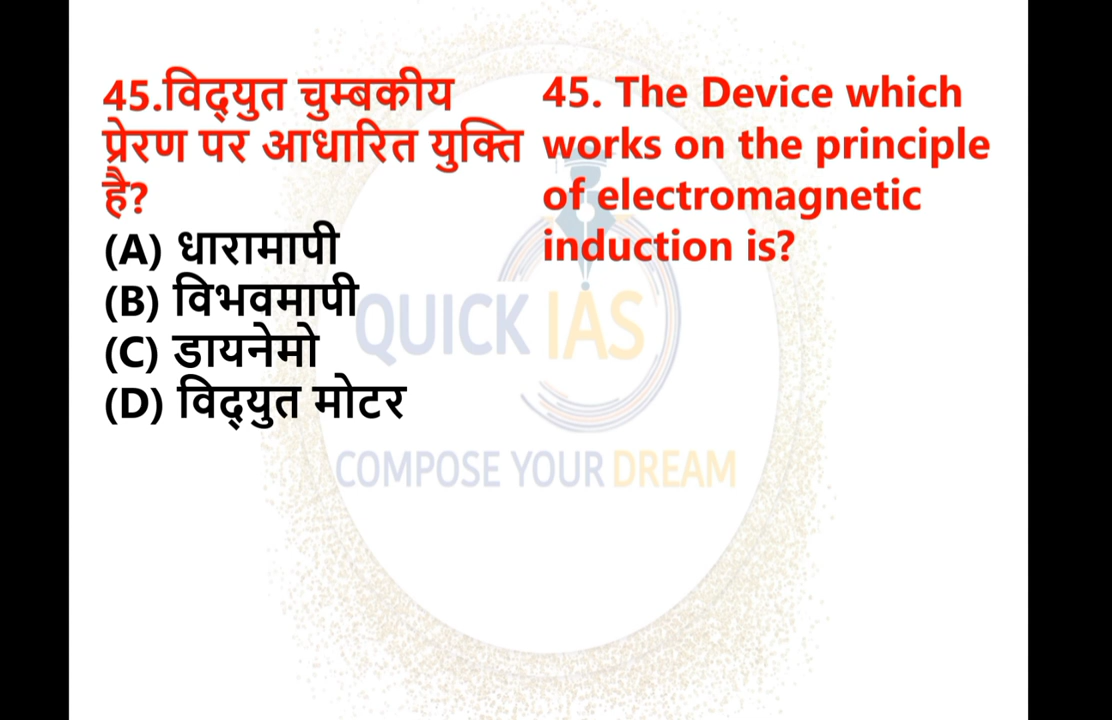 45.विद्युत चुम्बकीय
प्रेरण पर आधारित युक्ति
है?
(A) धारामापी
(B) विभवमापी
(C) डायनेमो
(D) विद्युत मोटर
45. The Device which
works on the principle
of electromagnetic
induction is?
QUICK IAS
COMPOSE YOUR DREAM